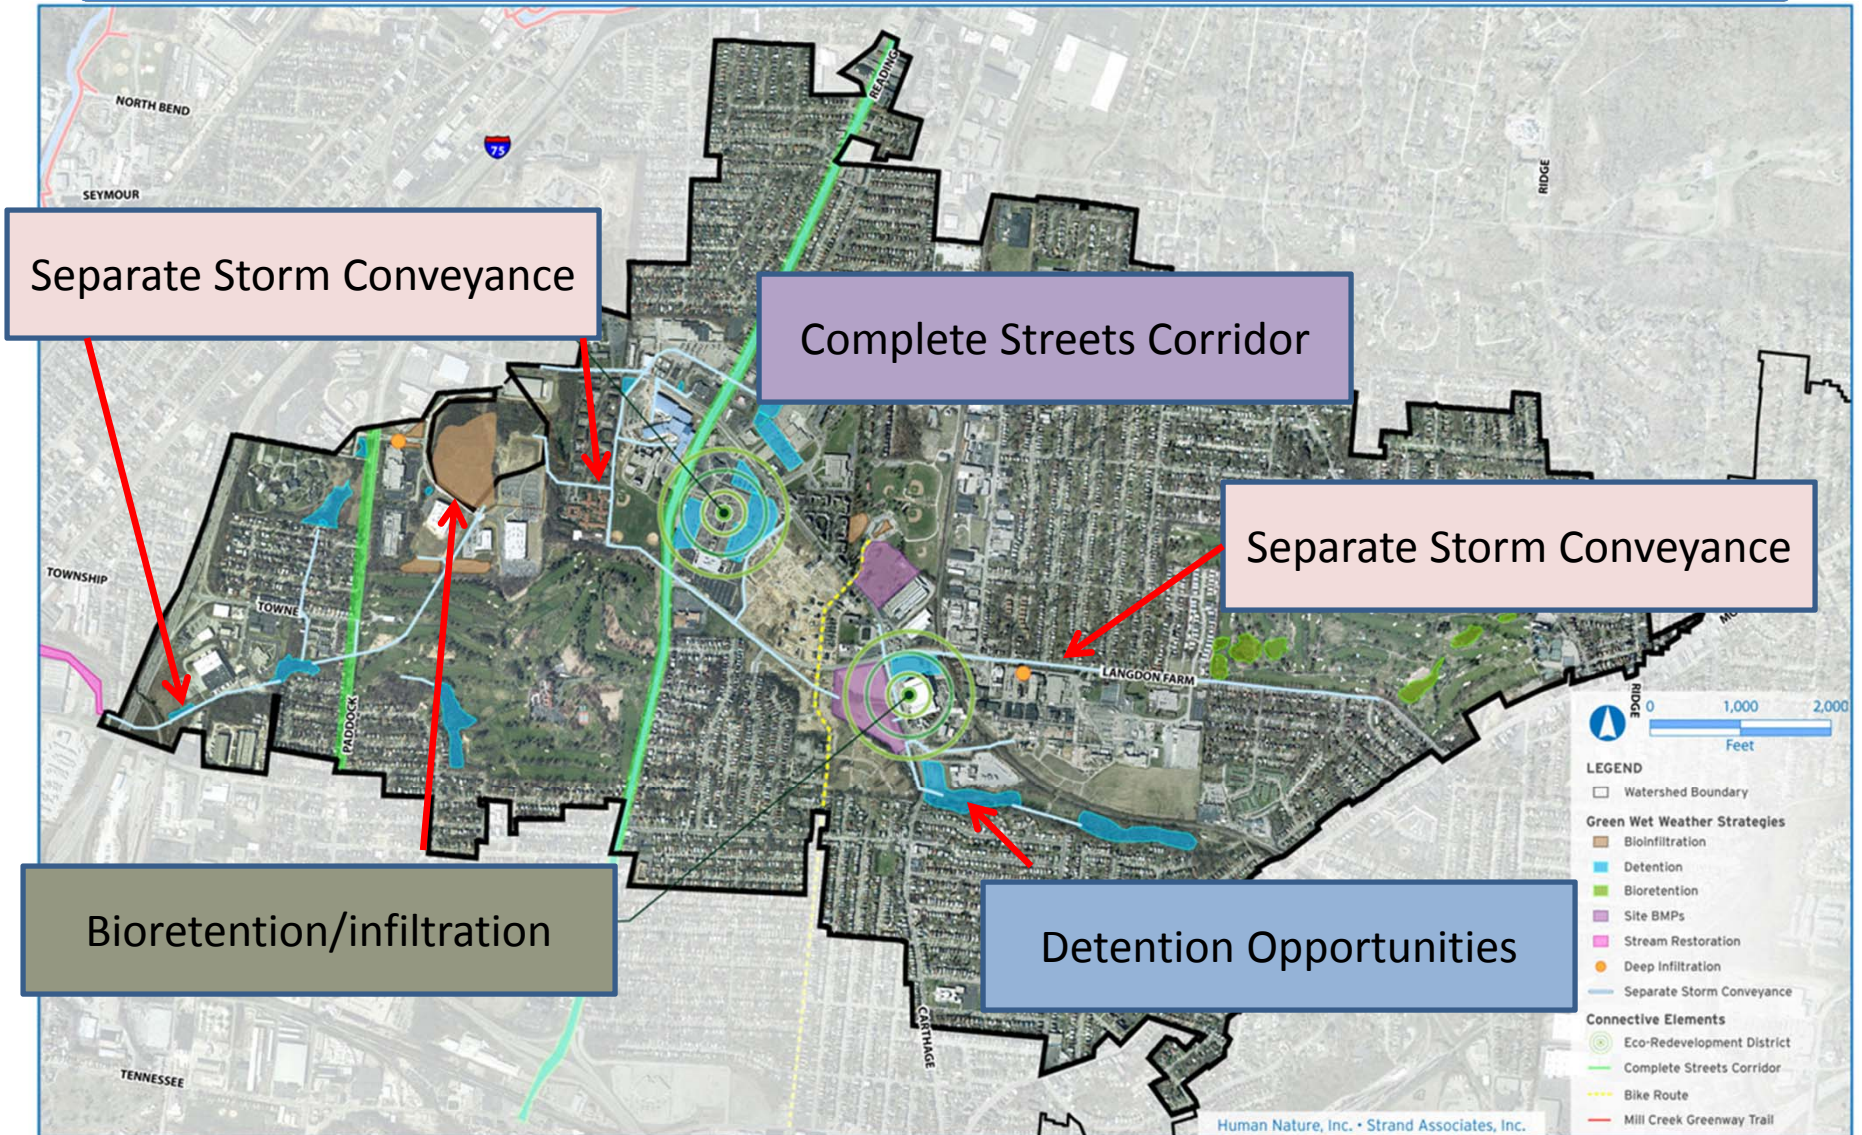 READING
NORTH BEND
75
SEYMOUR
RIDGE
Separate Storm Conveyance
Complete Streets Corridor
Separate Storm Conveyance
TOWNSHIP
TOWNE
PADDOCK
LANGDON FARM
RIDGE
0 1,000 2,000
Feet
LEGEND
Watershed Boundary
Green Wet Weather Strategies
Bioinfiltration
Detention
Bioretention
Site BMPs
Stream Restoration
Deep Infiltration
Separate Storm Conveyance
Connective Elements
Eco-Redevelopment District
Complete Streets Corridor
Bike Route
Mill Creek Greenway Trail
Bioretention/infiltration
Detention Opportunities
CARTHAGE
TENNESSEE
Human Nature, Inc. • Strand Associates, Inc.